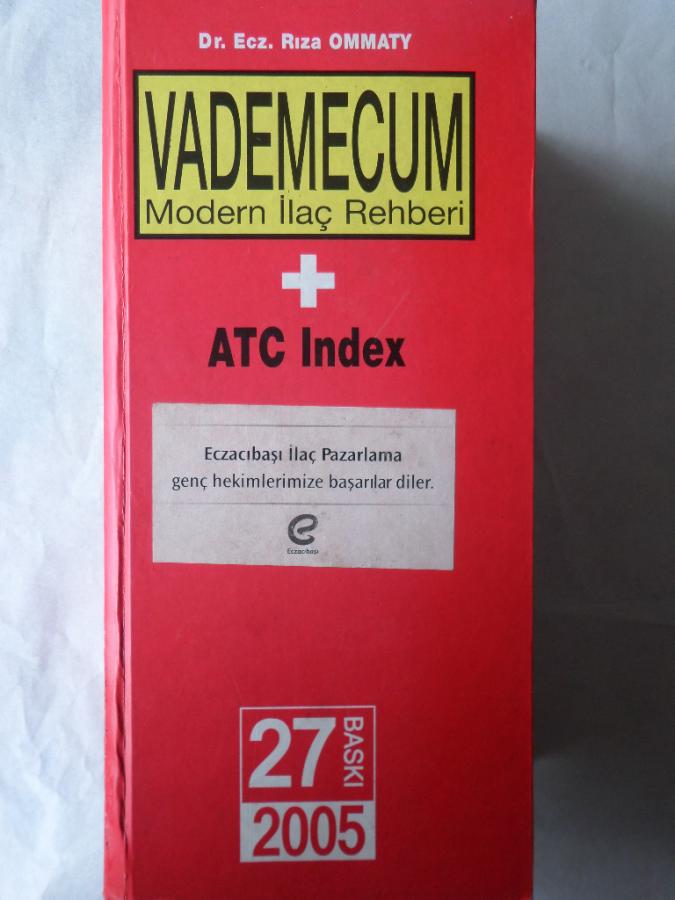 Dr. Ecz. Rıza OMMATY
VADEMECUM
Modern İlaç Rehberi
+
ATC Index
Eczacıbaşı İlaç Pazarlama
genç hekimlerimize başarılar diler.
Eczacıbaşı
27 BASKI
2005